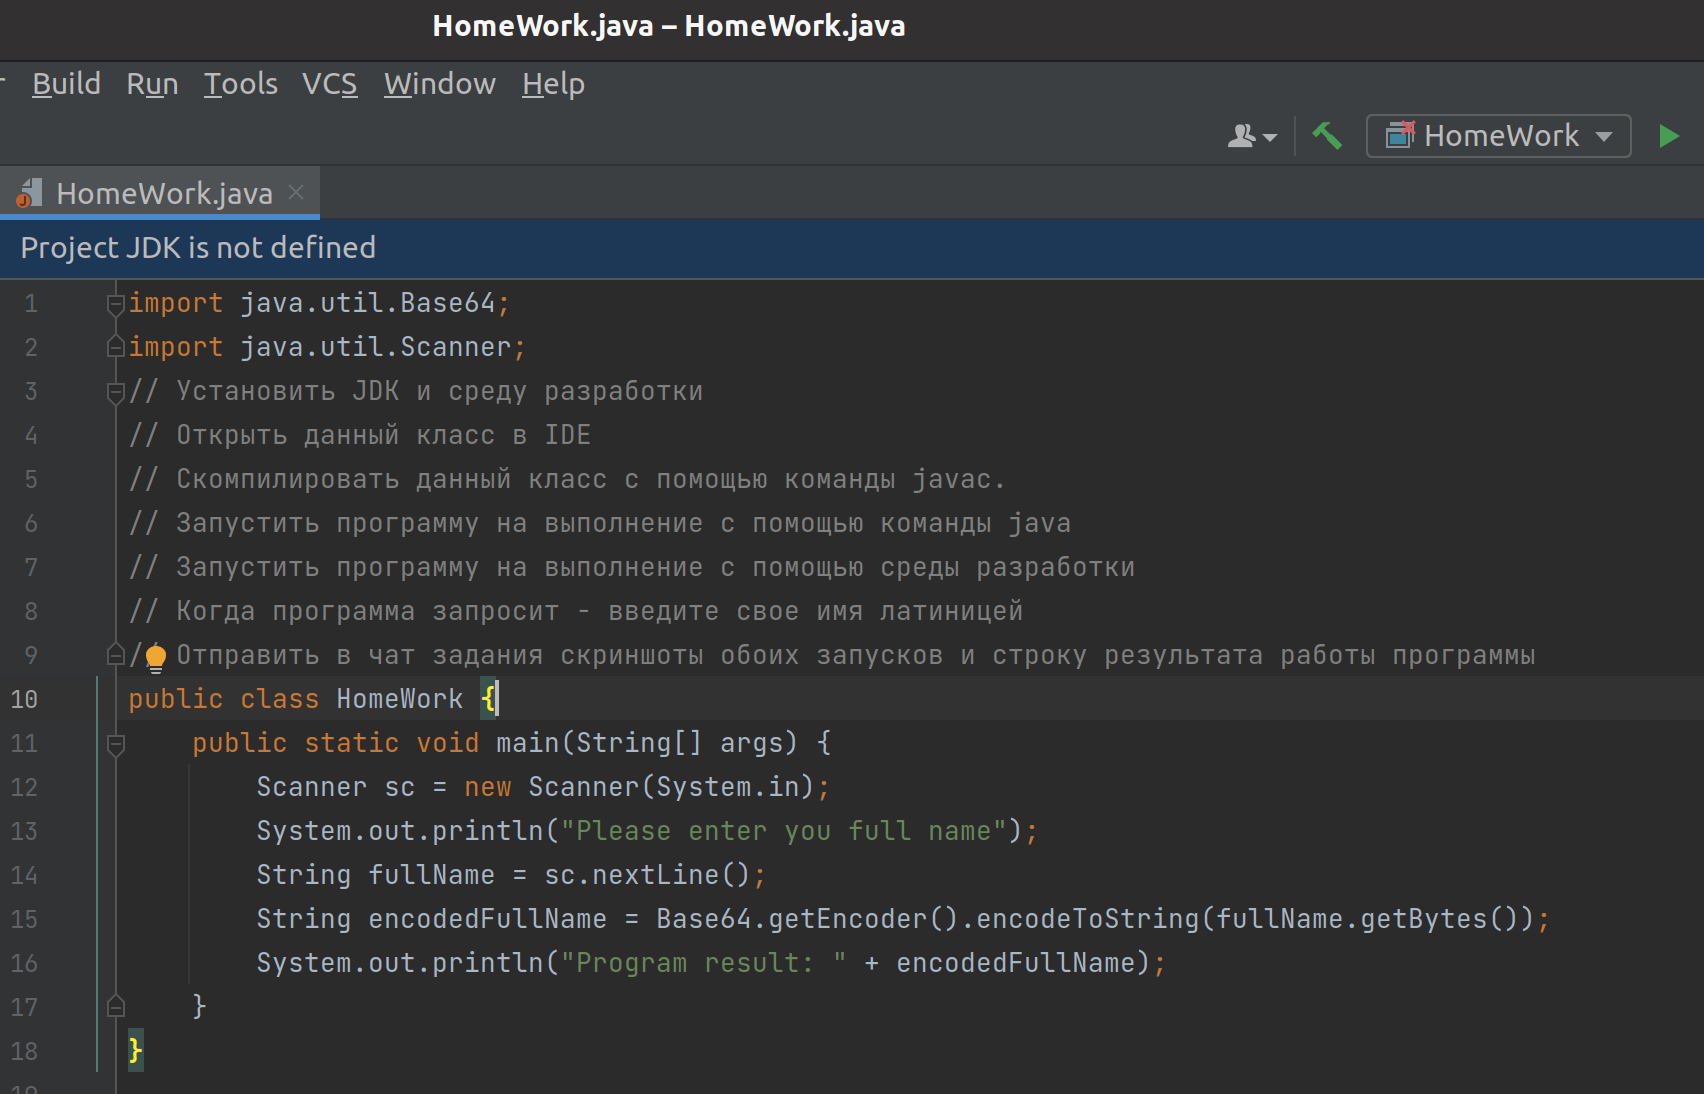 HomeWork.java – HomeWork.java
Build Run Tools VCS Window Help
HomeWork
HomeWork.java
Project JDK is not defined
1 import java.util.Base64;
2 import java.util.Scanner;
3 // Установить JDK и среду разработки
4 // Открыть данный класс в IDE
5 // Скомпилировать данный класс с помощью команды javac.
6 // Запустить программу на выполнение с помощью команды java
7 // Запустить программу на выполнение с помощью среды разработки
8 // Когда программа запросит - введите свое имя латиницей
9 // Отправить в чат задания скриншоты обоих запусков и строку результата работы программы
10 public class HomeWork {
11 public static void main(String[] args) {
12 Scanner sc = new Scanner(System.in);
13 System.out.println("Please enter you full name");
14 String fullName = sc.nextLine();
15 String encodedFullName = Base64.getEncoder().encodeToString(fullName.getBytes());
16 System.out.println("Program result: " + encodedFullName);
17 }
18 }
19